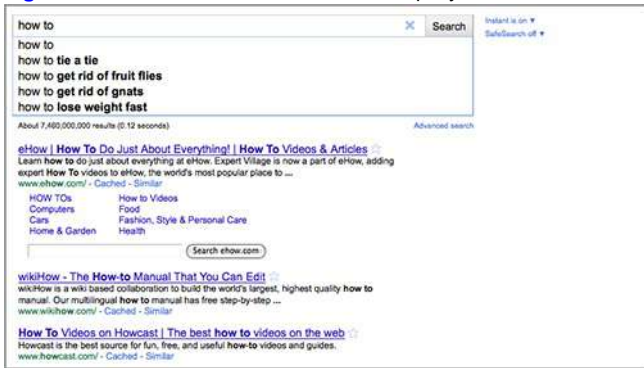 how to
Search
Instant is on ▼
SafeSearch off ▼
how to
how to tie a tie
how to get rid of fruit flies
how to get rid of gnats
how to lose weight fast
About 7,460,000,000 results (0.12 seconds)
Advanced search
eHow | How To Do Just About Everything! | How To Videos & Articles
Learn how to do just about everything at eHow. Expert Village is now a part of eHow, adding
expert How To videos to eHow, the world's most popular place to ...
www.ehow.com/ - Cached - Similar
HOW TOs How to Videos
Computers Food
Cars Fashion, Style & Personal Care
Home & Garden Health
Search ehow.com
wikiHow - The How-to Manual That You Can Edit
wikiHow is a wiki based collaboration to build the world's largest, highest quality how to
manual. Our multilingual how to manual has free step-by-step ...
www.wikihow.com/ - Cached - Similar
How To Videos on Howcast | The best how to videos on the web
Howcast is the best source for fun, free, and useful how-to videos and guides.
www.howcast.com/ - Cached - Similar